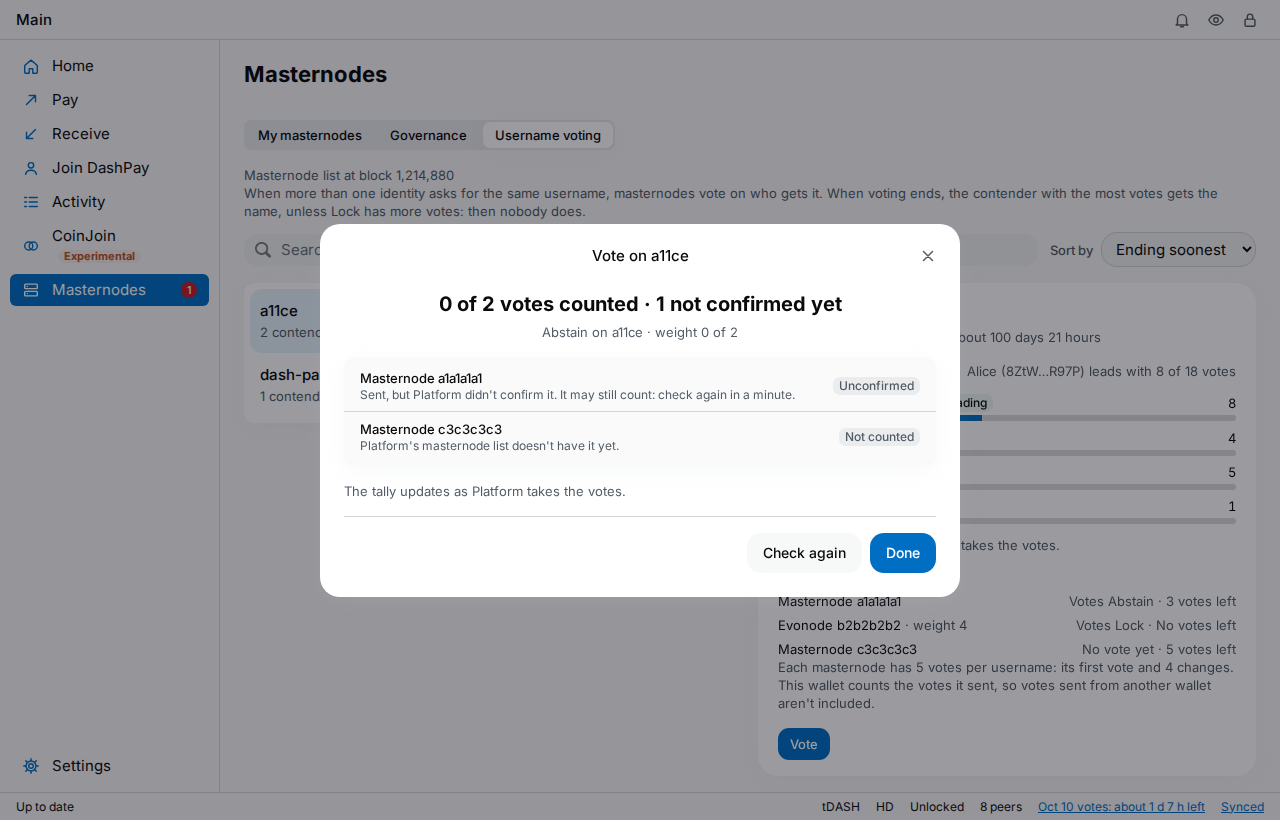 Main
Home
Pay
Receive
Join DashPay
Activity
CoinJoin
Experimental
Masternodes
1
Settings
Masternodes
My masternodes
Governance
Username voting
Masternode list at block 1,214,880
When more than one identity asks for the same username, masternodes vote on who gets it. When voting ends, the contender with the most votes gets the
name, unless Lock has more votes: then nobody does.
Sort by
Ending soonest
a11ce
8 of 18 votes
Vote on a11ce
0 of 2 votes counted · 1 not confirmed yet
Abstain on a11ce · weight 0 of 2
Masternode a1a1a1a1
Sent, but Platform didn't confirm it. It may still count: check again in a minute.
Unconfirmed
Masternode c3c3c3c3
Platform's masternode list doesn't have it yet.
Not counted
The tally updates as Platform takes the votes.
Check again
Done
100 days 21 hours
Alice (8ZtW...R97P) leads with 8 of 18 votes
8
4
5
1
takes the votes.
Masternode a1a1a1a1
Votes Abstain · 3 votes left
Evonode b2b2b2b2 · weight 4
Votes Lock · No votes left
Masternode c3c3c3c3
No vote yet · 5 votes left
Each masternode has 5 votes per username: its first vote and 4 changes.
This wallet counts the votes it sent, so votes sent from another wallet
aren't included.
Vote
Up to date
tDASH
HD
Unlocked
8 peers
Oct 10 votes: about 1 d 7 h left
Synced